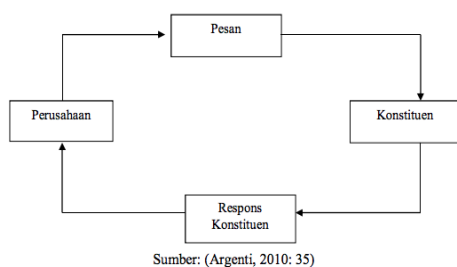 Pesan
Perusahaan
Konstituen
Respons
Konstituen
Sumber: (Argenti, 2010: 35)